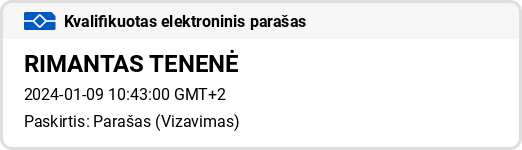 Kvalifikuotas elektroninis parašas
RIMANTAS TENENĖ
2024-01-09 10:43:00 GMT+2
Paskirtis: Parašas (Vizavimas)